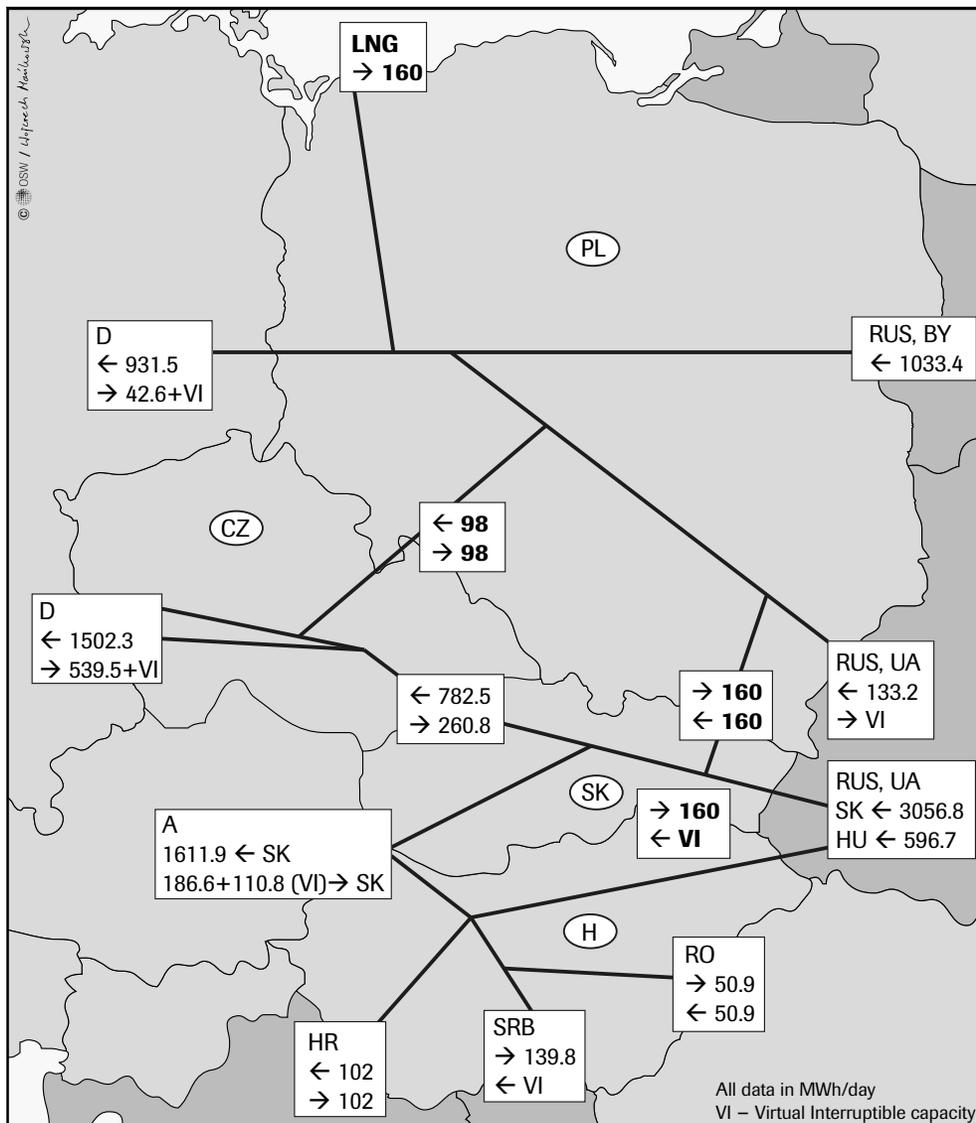 LNG
→ 160
© OSW / Wojciech Mańkowski
PL
D
← 931.5
→ 42.6+VI
RUS, BY
← 1033.4
CZ
← 98
→ 98
D
← 1502.3
→ 539.5+VI
← 782.5
→ 260.8
→ 160
← 160
RUS, UA
← 133.2
→ VI
RUS, UA
SK ← 3056.8
HU ← 596.7
SK
→ 160
← VI
A
1611.9 ← SK
186.6+110.8 (VI)→ SK
H
RO
→ 50.9
← 50.9
SRB
→ 139.8
← VI
HR
← 102
→ 102
All data in MWh/day
VI – Virtual Interruptible capacity